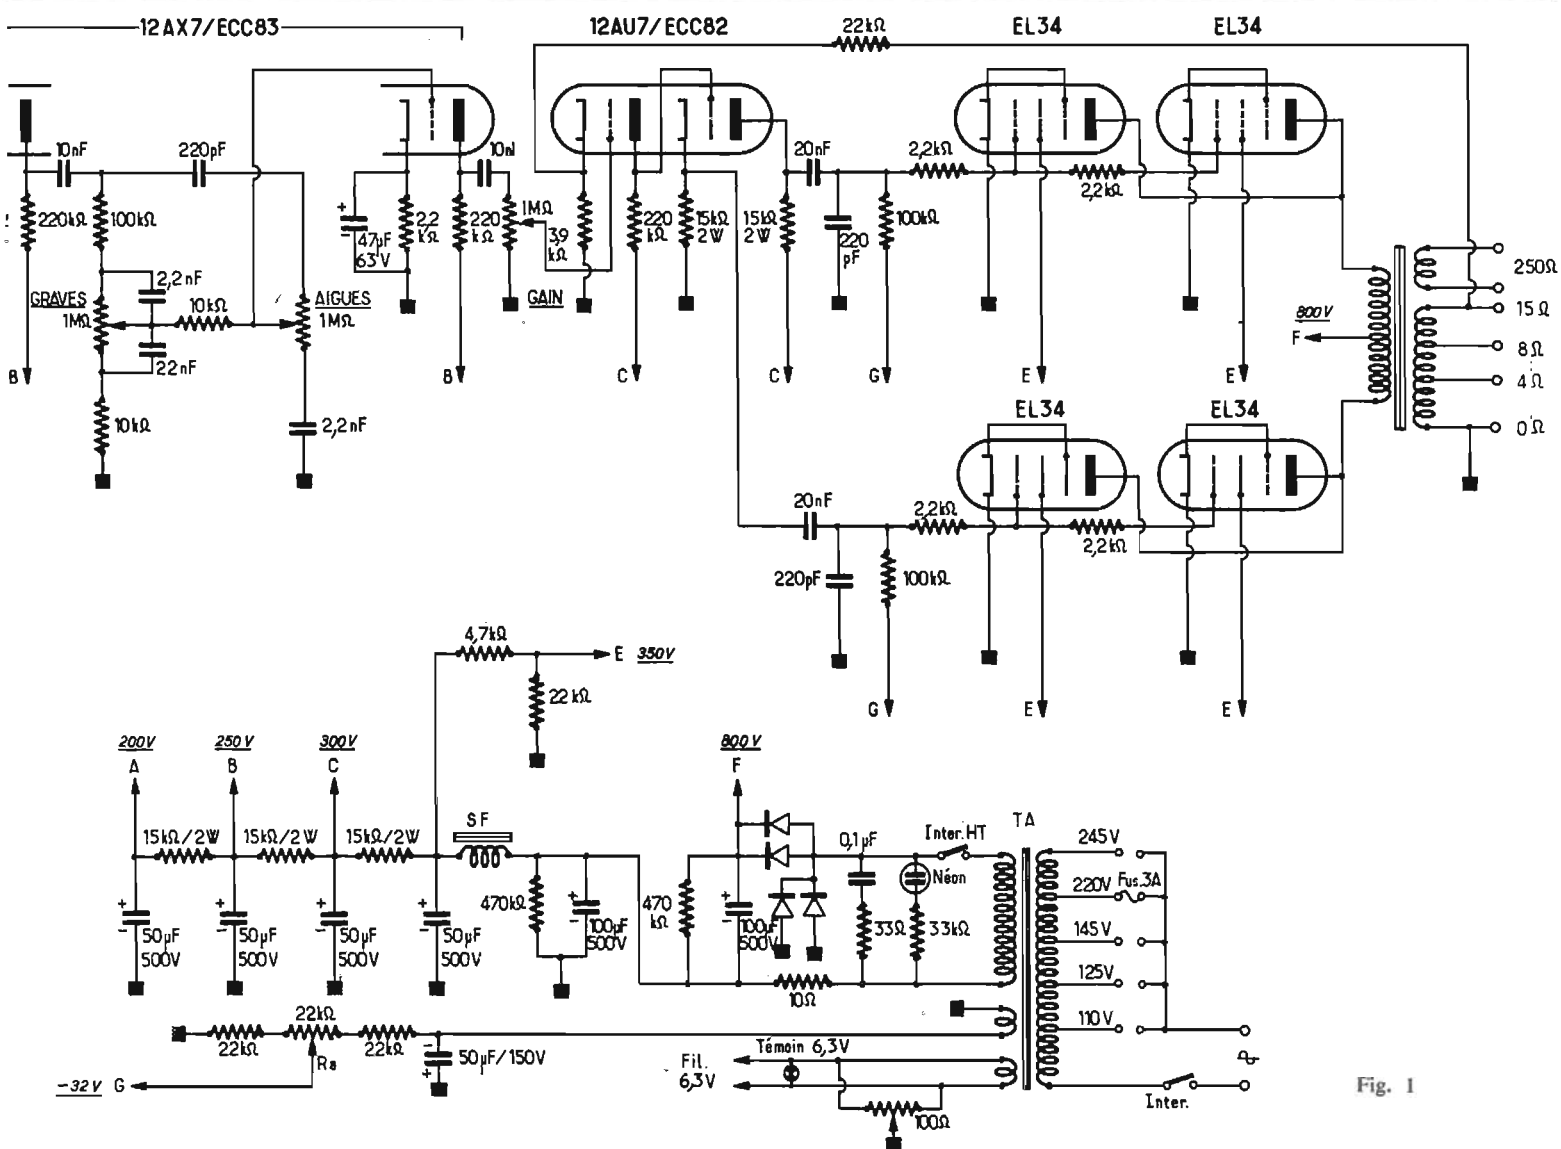 12AX7/ECC83
12AU7/ECC82
22kΩ
EL34
EL34
10nF
220pF
10nI
20nF
2,2kΩ
2,2kΩ
220kΩ
100kΩ
+
-
47µF
63V
2,2
kΩ
220
kΩ
1MΩ
3,9
kΩ
220
kΩ
15kΩ
2W
15kΩ
2W
220
pF
100kΩ
250Ω
2,2nF
GRAVES
1MΩ
10kΩ
AIGUES
1MΩ
GAIN
800V
F
15Ω
22nF
8Ω
B
B
C
C
G
E
E
4Ω
10kΩ
2,2nF
EL34
EL34
0Ω
20nF
2,2kΩ
2,2kΩ
220pF
100kΩ
4,7kΩ
E 350V
22kΩ
G
E
E
200V
250V
300V
800V
A
B
C
F
SF
TA
15kΩ/2W
15kΩ/2W
15kΩ/2W
0,1µF
Inter.HT
245V
Néon
220V
Fus.3A
470kΩ
+
-
100µF
500V
470
kΩ
+
-
100µF
500V
33Ω
33kΩ
145V
+
-
50µF
500V
+
-
50µF
500V
+
-
50µF
500V
+
-
50µF
500V
125V
10Ω
110V
22kΩ
22kΩ
22kΩ
Ra
-
+
50µF/150V
Témoin 6,3V
Fil.
6,3V
-32V G
100Ω
Inter.
Fig. 1